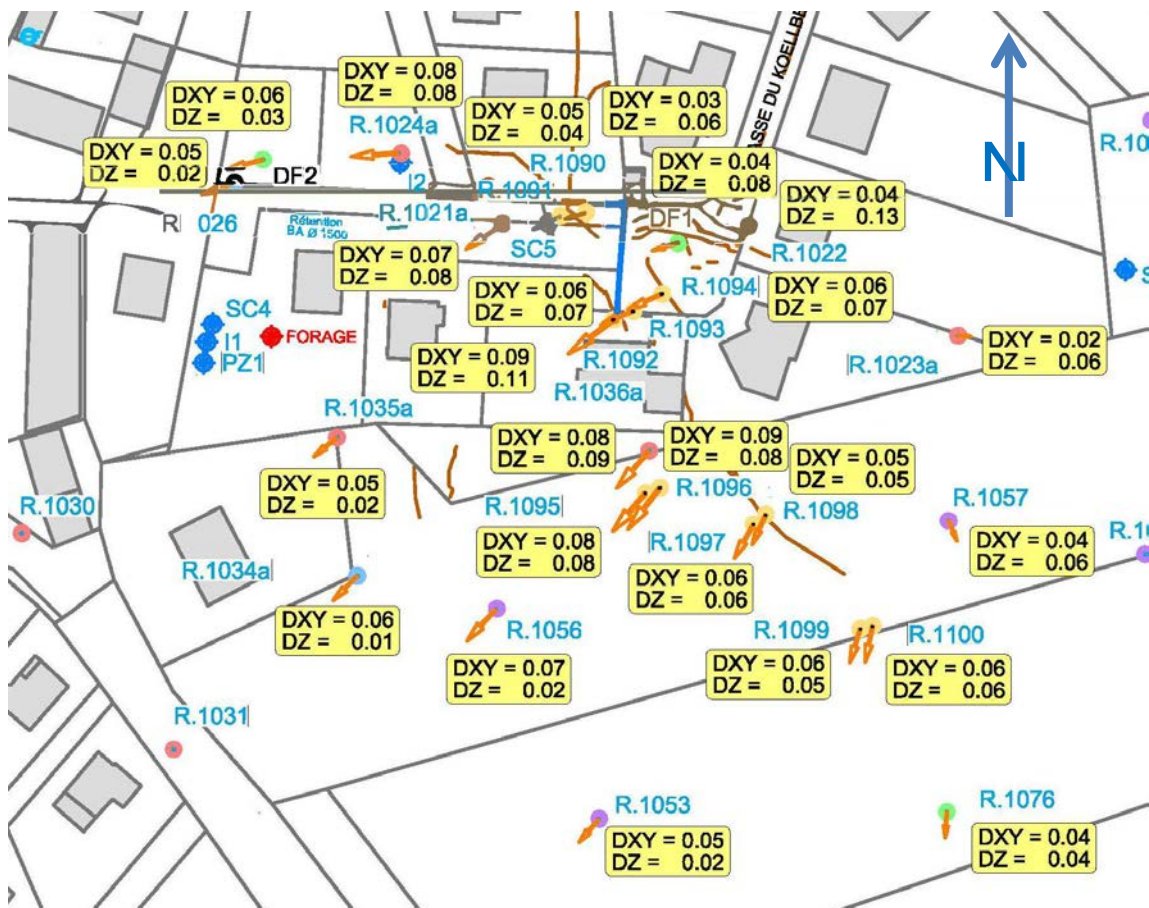 DXY = 0.06
DZ = 0.03
DXY = 0.08
DZ = 0.08
R.1024a
DXY = 0.05
DZ = 0.04
DXY = 0.03
DZ = 0.06
ASSE DU KOELLBE
N
R.10
DXY = 0.05
DZ = 0.02
DF2
I2
R.1090
R.1091
DXY = 0.04
DZ = 0.08
DXY = 0.04
DZ = 0.13
R
026
Rétention
BA Ø 1500
R.1021a
SC5
DF1
R.1022
DXY = 0.07
DZ = 0.08
DXY = 0.06
DZ = 0.07
R.1094
DXY = 0.06
DZ = 0.07
S
SC4
I1
PZ1
FORAGE
R.1093
R.1092
DXY = 0.09
DZ = 0.11
R.1036a
R.1023a
DXY = 0.02
DZ = 0.06
R.1035a
DXY = 0.08
DZ = 0.09
DXY = 0.09
DZ = 0.08
DXY = 0.05
DZ = 0.05
DXY = 0.05
DZ = 0.02
R.1030
R.1095
R.1096
R.1098
R.1057
DXY = 0.08
DZ = 0.08
R.1097
DXY = 0.04
DZ = 0.06
R.10
R.1034a
DXY = 0.06
DZ = 0.06
DXY = 0.06
DZ = 0.01
R.1056
R.1099
R.1100
DXY = 0.07
DZ = 0.02
DXY = 0.06
DZ = 0.05
DXY = 0.06
DZ = 0.06
R.1031
R.1053
R.1076
DXY = 0.05
DZ = 0.02
DXY = 0.04
DZ = 0.04